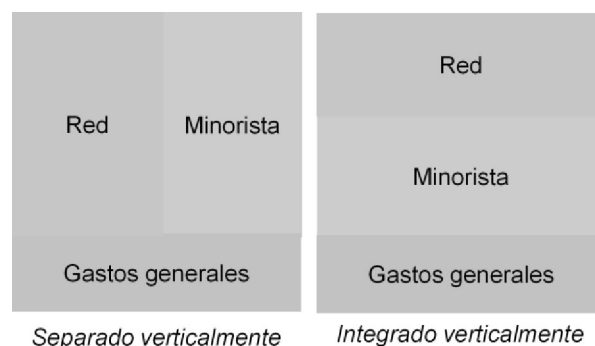 Red
Minorista
Gastos generales
Separado verticalmente
Red
Minorista
Gastos generales
Integrado verticalmente